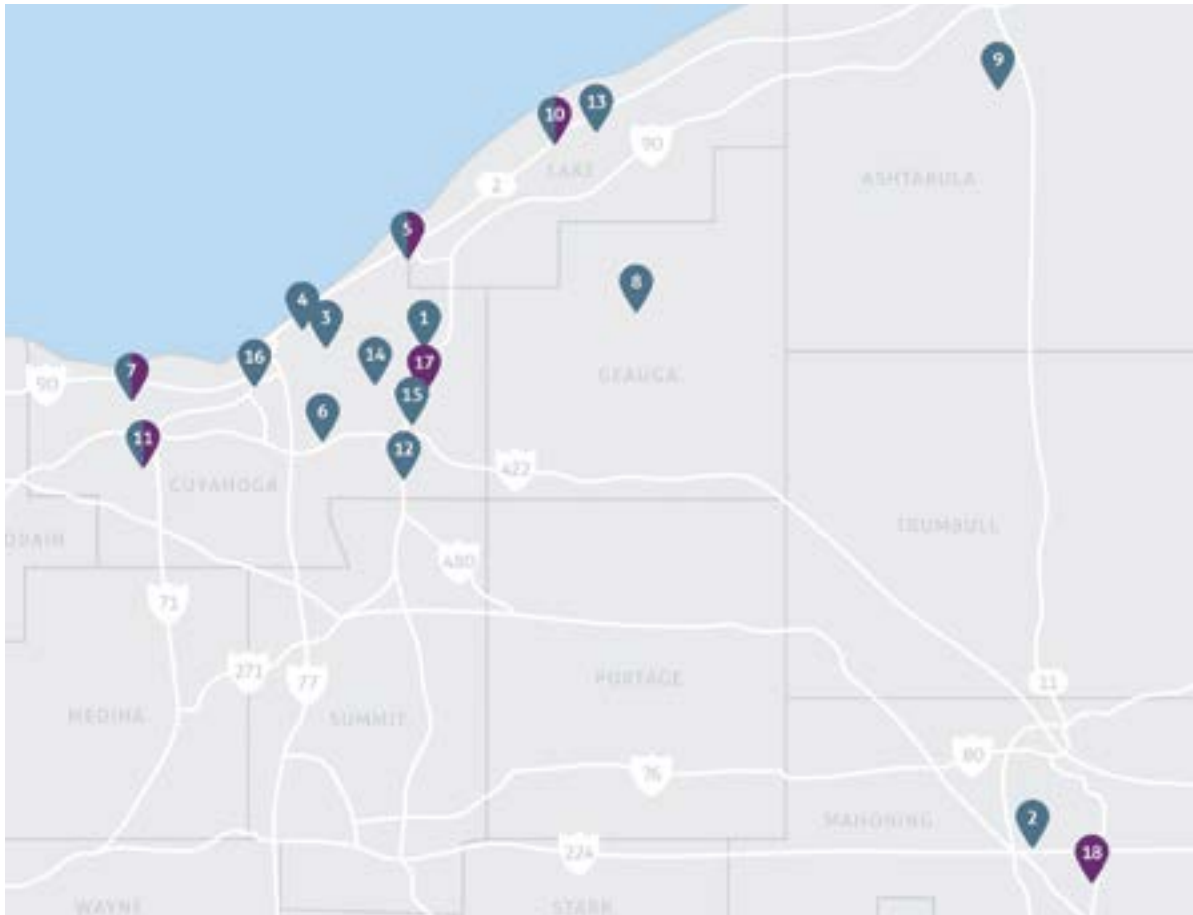 9
13
10
90
LAKE
2
ASHTABULA
5
8
4
3
1
16
14
17
7
90
GEAUGA
15
6
11
12
422
CUYAHOGA
TRUMBULL
ORAIN
480
71
271
77
PORTAGE
11
MEDINA
SUMMIT
80
76
2
MAHONING
18
224
WAYNE
STARK